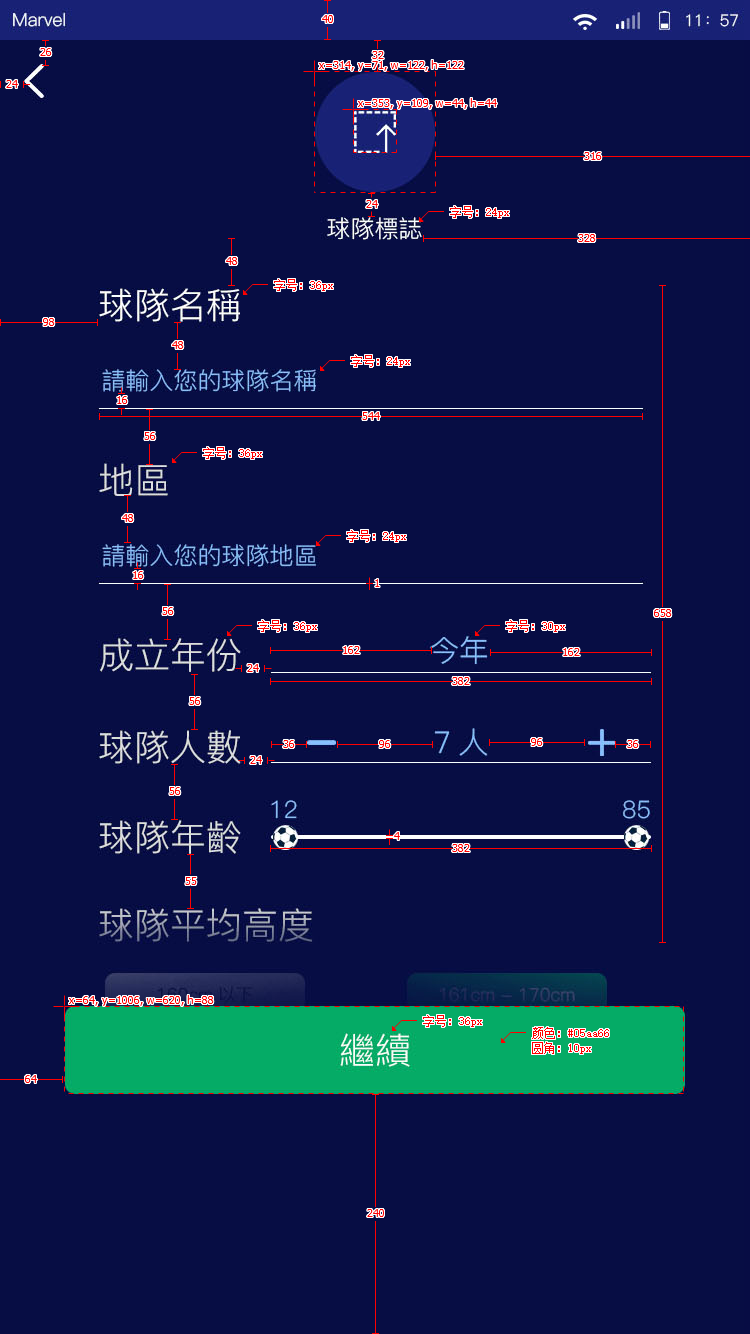 Marvel 40 11: 57
26
32
24
x=314, y=71, w=122, h=122
x=353, y=109, w=44, h=44
316
24
字号: 24px
球隊標誌
328
48
字号: 36px
球隊名稱
98
48
字号: 24px
請輸入您的球隊名稱
16
544
56
字号: 36px
地區
48
字号: 24px
請輸入您的球隊地區
16
1
56
658
字号: 36px
字号: 30px
成立年份 24 162 今年 162
382
56
球隊人數 24 36 96 7 人 96 36
56
12 85
球隊年齡 4
382
55
球隊平均高度
160cm 以下 161cm – 170cm
x=64, y=1006, w=620, h=88
字号: 36px
颜色: #05aa66
圆角: 10px
繼續
64
240